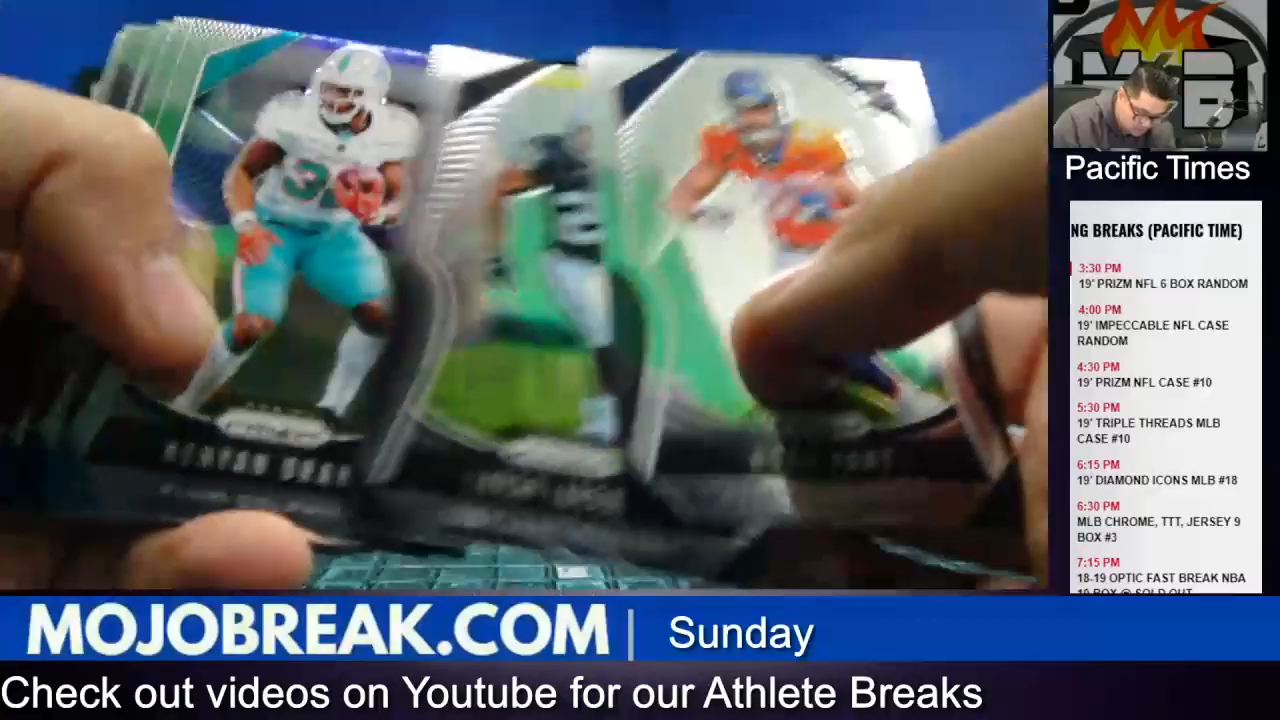 MB
Pacific Times
NG BREAKS (PACIFIC TIME)
3:30 PM
19' PRIZM NFL 6 BOX RANDOM
4:00 PM
19' IMPECCABLE NFL CASE
RANDOM
4:30 PM
19' PRIZM NFL CASE #10
5:30 PM
19' TRIPLE THREADS MLB
CASE #10
6:15 PM
19' DIAMOND ICONS MLB #18
6:30 PM
MLB CHROME, TTT, JERSEY 9
BOX #3
7:15 PM
18-19 OPTIC FAST BREAK NBA
MOJOBREAK.COM | Sunday
Check out videos on Youtube for our Athlete Breaks